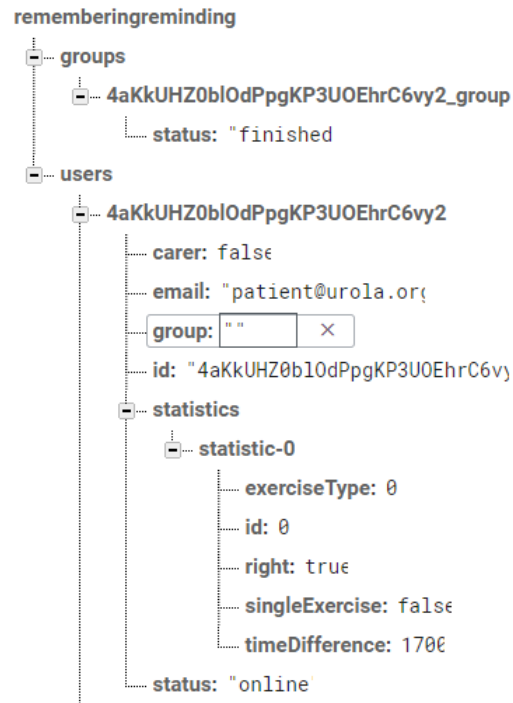 rememberingreminding
groups
4aKkUHZ0blOdPpgKP3UOEhrC6vy2_group
status: "finished
users
4aKkUHZ0blOdPpgKP3UOEhrC6vy2
carer: false
email: "patient@urola.org
group: ""
id: "4aKkUHZ0blOdPpgKP3UOEhrC6vy
statistics
statistic-0
exerciseType: 0
id: 0
right: true
singleExercise: false
timeDifference: 1700
status: "online